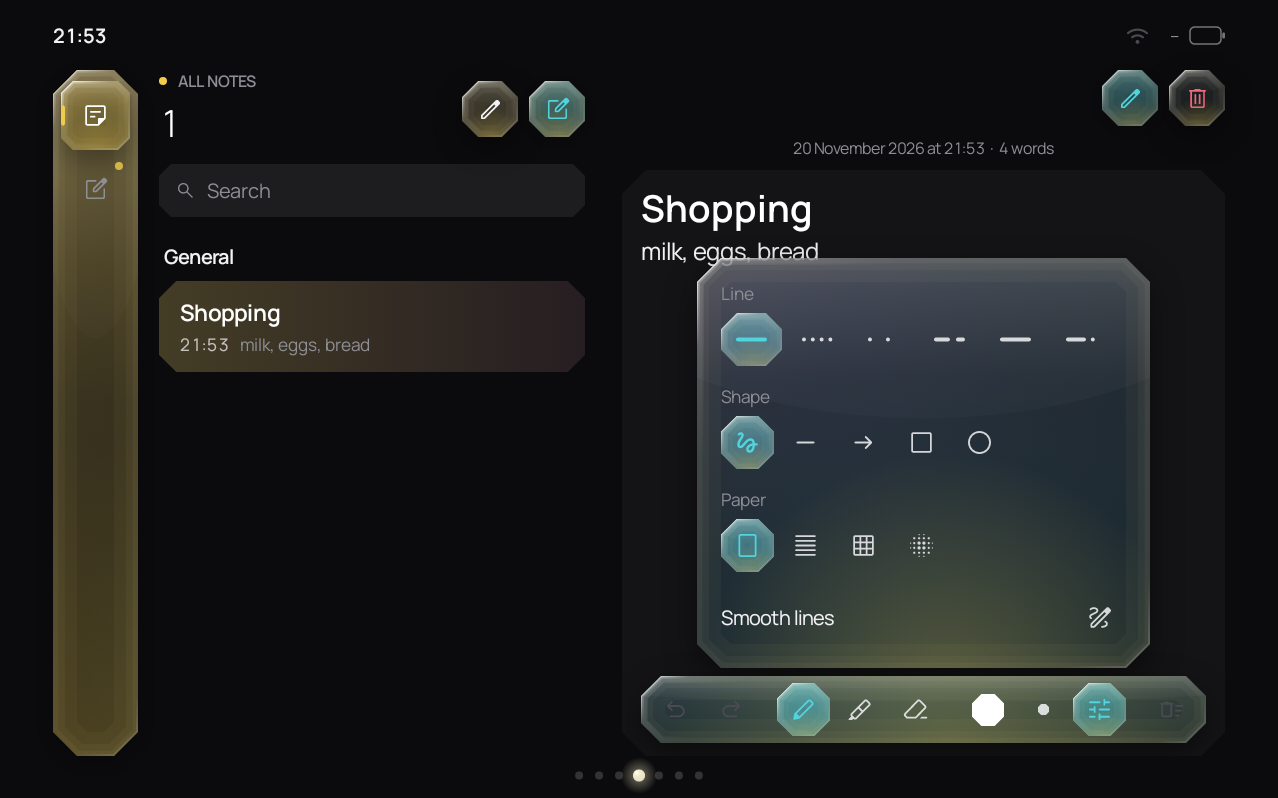 21:53
–
ALL NOTES
1
Search
General
Shopping
21:53 milk, eggs, bread
20 November 2026 at 21:53 · 4 words
Shopping
milk, eggs, bread
Line
Shape
Paper
Smooth lines